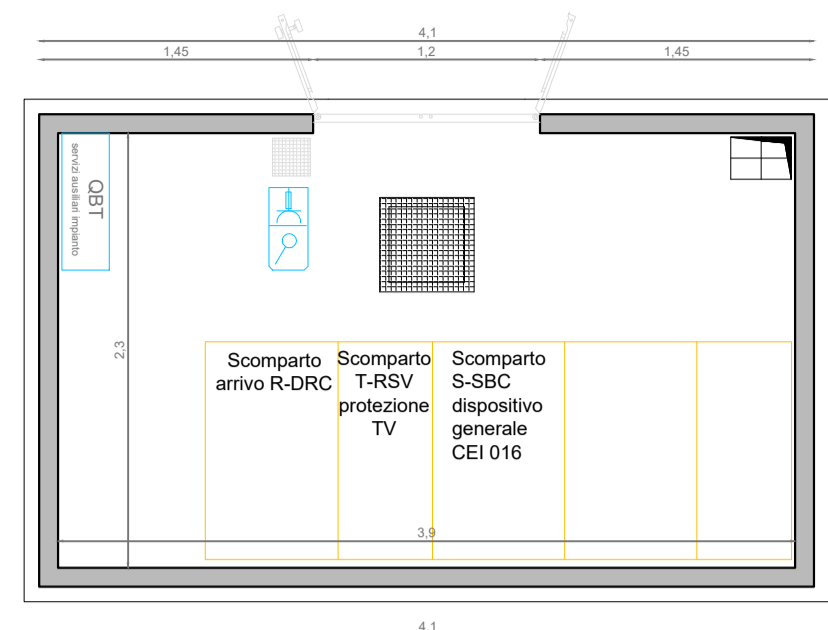 4,1
1,45
1,2
1,45
QBT
servizi ausiliari impianto
2,3
Scomparto
arrivo R-DRC
Scomparto
T-RSV
protezione
TV
Scomparto
S-SBC
dispositivo
generale
CEI 016
3,9
4,1